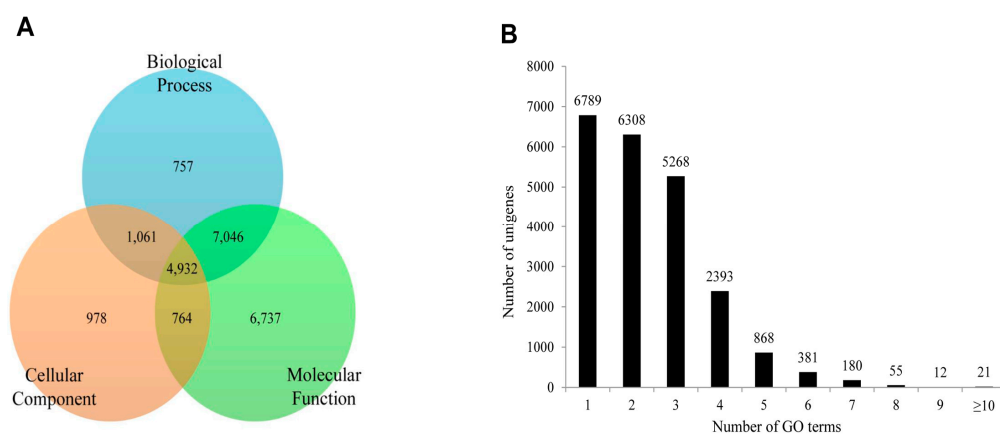 A
Biological
Process
757
1,061
7,046
4,932
978
764
6,737
Cellular
Component
Molecular
Function
B
Number of unigenes
8000
7000
6000
5000
4000
3000
2000
1000
0
6789
6308
5268
2393
868
381
180
55
12
21
1 2 3 4 5 6 7 8 9 ≥10
Number of GO terms